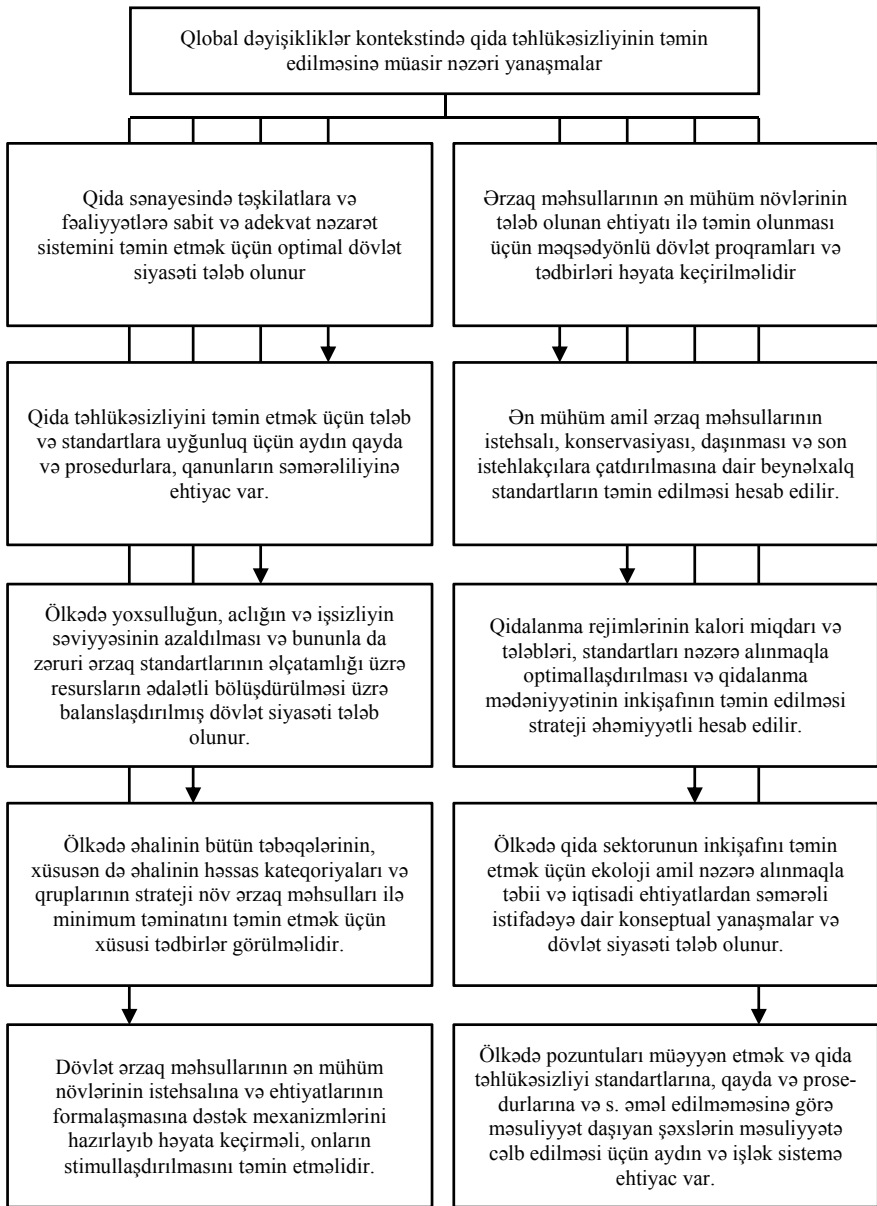 Qlobal dəyişikliklər kontekstində qida təhlükəsizliyinin təmin
edilməsinə müasir nəzəri yanaşmalar
Qida sənayesində təşkilatlara və
fəaliyyətlərə sabit və adekvat nəzarət
sistemini təmin etmək üçün optimal dövlət
siyasəti tələb olunur
Qida təhlükəsizliyini təmin etmək üçün tələb
və standartlara uyğunluq üçün aydın qayda
və prosedurlara, qanunların səmərəliliyinə
ehtiyac var.
Ölkədə yoxsulluğun, aclığın və işsizliyin
səviyyəsinin azaldılması və bununla da
zəruri ərzaq standartlarının əlçatamlığı üzrə
resursların ədalətli bölüşdürülməsi üzrə
balanslaşdırılmış dövlət siyasəti tələb
olunur.
Ölkədə əhalinin bütün təbəqələrinin,
xüsusən də əhalinin həssas kateqoriyaları və
qruplarının strateji növ ərzaq məhsulları ilə
minimum təminatını təmin etmək üçün
xüsusi tədbirlər görülməlidir.
Dövlət ərzaq məhsullarının ən mühüm
növlərinin istehsalına və ehtiyatlarının
formalaşmasına dəstək mexanizmlərini
hazırlayıb həyata keçirməli, onların
stimullaşdırılmasını təmin etməlidir.
Ərzaq məhsullarının ən mühüm növlərinin
tələb olunan ehtiyatı ilə təmin olunması
üçün məqsədyönlü dövlət proqramları və
tədbirləri həyata keçirilməlidir
Ən mühüm amil ərzaq məhsullarının
istehsalı, konservasiyası, daşınması və son
istehlakçılara çatdırılmasına dair beynəlxalq
standartların təmin edilməsi hesab edilir.
Qidalanma rejimlərinin kalori miqdarı və
tələbləri, standartları nəzərə alınmaqla
optimallaşdırılması və qidalanma
mədəniyyətinin inkişafının təmin edilməsi
strateji əhəmiyyətli hesab edilir.
Ölkədə qida sektorunun inkişafını təmin
etmək üçün ekoloji amil nəzərə alınmaqla
təbii və iqtisadi ehtiyatlardan səmərəli
istifadəyə dair konseptual yanaşmalar və
dövlət siyasəti tələb olunur.
Ölkədə pozuntuları müəyyən etmək və qida
təhlükəsizliyi standartlarına, qayda və prose-
durlarına və s. əməl edilməməsinə görə
məsuliyyət daşıyan şəxslərin məsuliyyətə
cəlb edilməsi üçün aydın və işlək sistemə
ehtiyac var.